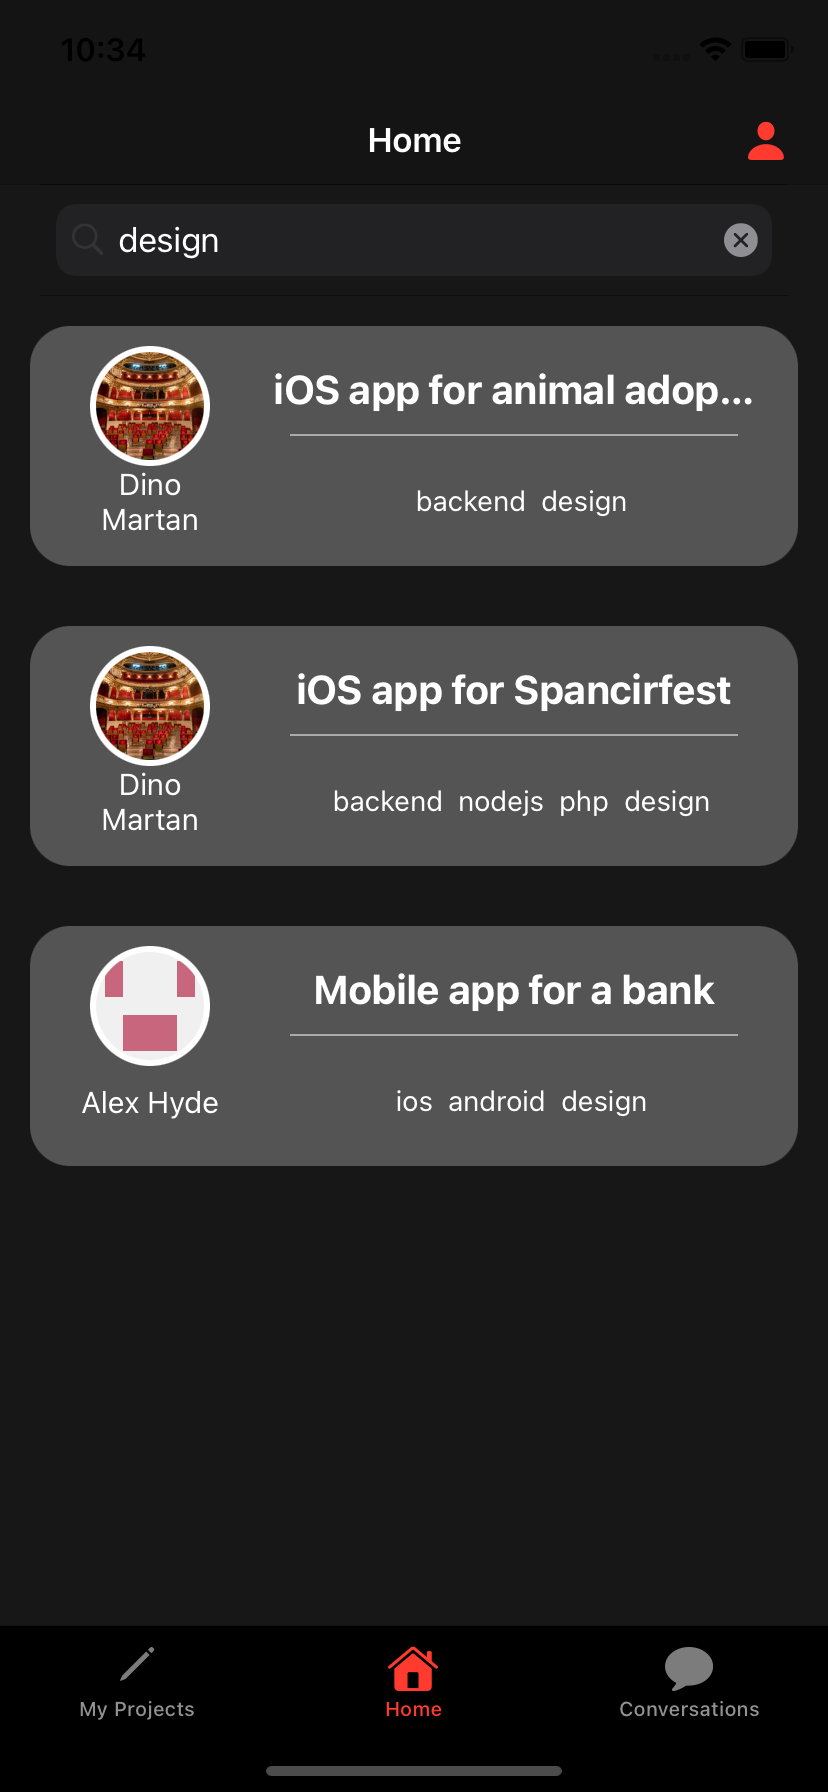 10:34
Home
design
iOS app for animal adop...
Dino
Martan
backend design
iOS app for Spancirfest
Dino
Martan
backend nodejs php design
Mobile app for a bank
Alex Hyde
ios android design
My Projects
Home
Conversations